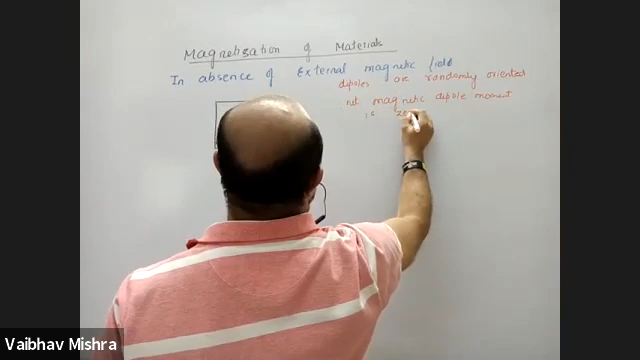 Magnetization of Materials
In absence of External magnetic field
dipoles are randomly oriented
net magnetic dipole moment
is
Vaibhav Mishra